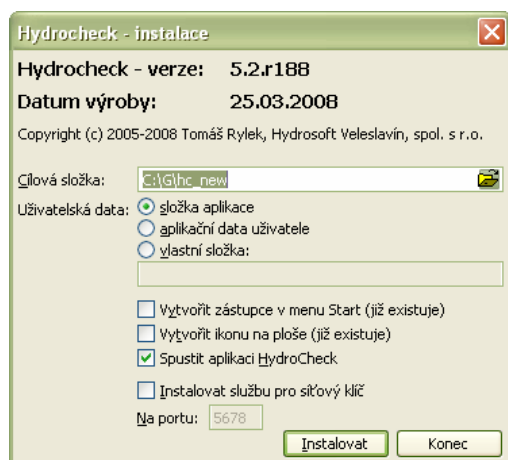 Hydrocheck - instalace
Hydrocheck - verze: 5.2.r188
Datum výroby: 25.03.2008
Copyright (c) 2005-2008 Tomáš Rylek, Hydrosoft Veleslavín, spol. s r.o.
Cílová složka: C:\G\hc_new
Uživatelská data: složka aplikace
aplikační data uživatele
vlastní složka:
Vytvořit zástupce v menu Start (již existuje)
Vytvořit ikonu na ploše (již existuje)
Spustit aplikaci HydroCheck
Instalovat službu pro síťový klíč
Na portu: 5678
Instalovat Konec